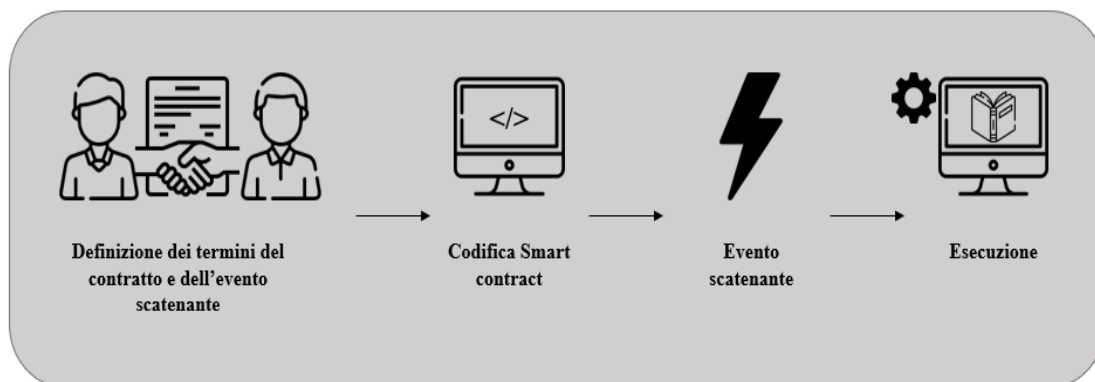 </>
Definizione dei termini del
contratto e dell’evento
scatenante
Codifica Smart
contract
Evento
scatenante
Esecuzione